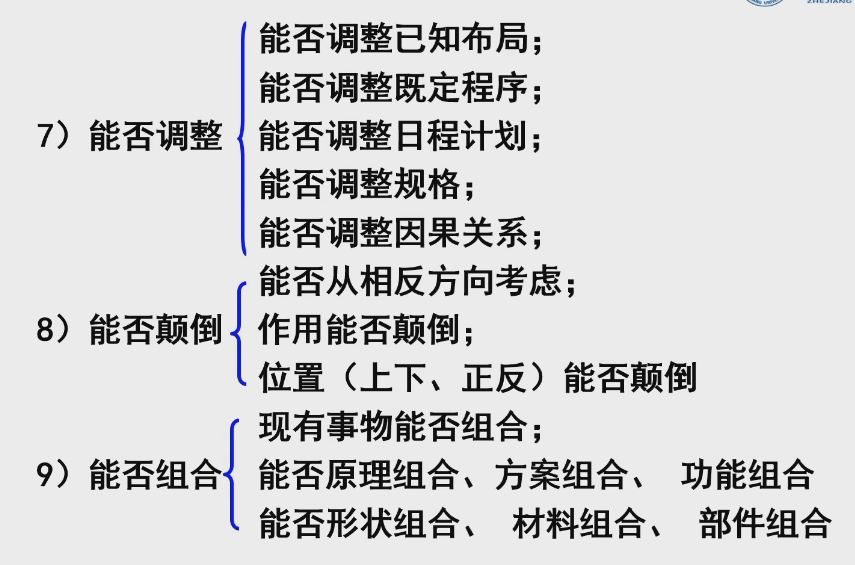 ZHEJIANG
能否调整已知布局；
能否调整既定程序；
7）能否调整
能否调整日程计划；
能否调整规格；
能否调整因果关系；
能否从相反方向考虑；
8）能否颠倒
作用能否颠倒；
位置（上下、正反）能否颠倒
现有事物能否组合；
9）能否组合
能否原理组合、方案组合、 功能组合
能否形状组合、 材料组合、 部件组合